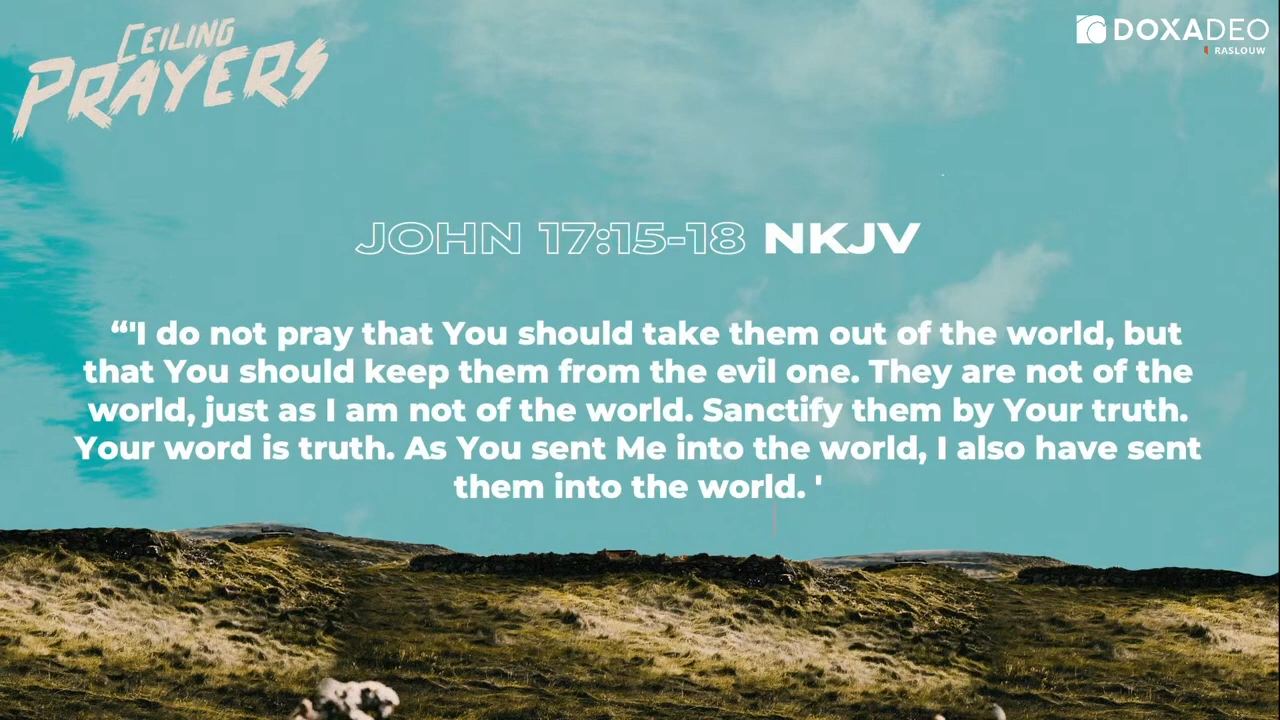 CEILING
PRAYERS
DOXADEO
RASLOUW
JOHN 17:15-18 NKJV
“'I do not pray that You should take them out of the world, but
that You should keep them from the evil one. They are not of the
world, just as I am not of the world. Sanctify them by Your truth.
Your word is truth. As You sent Me into the world, I also have sent
them into the world. '